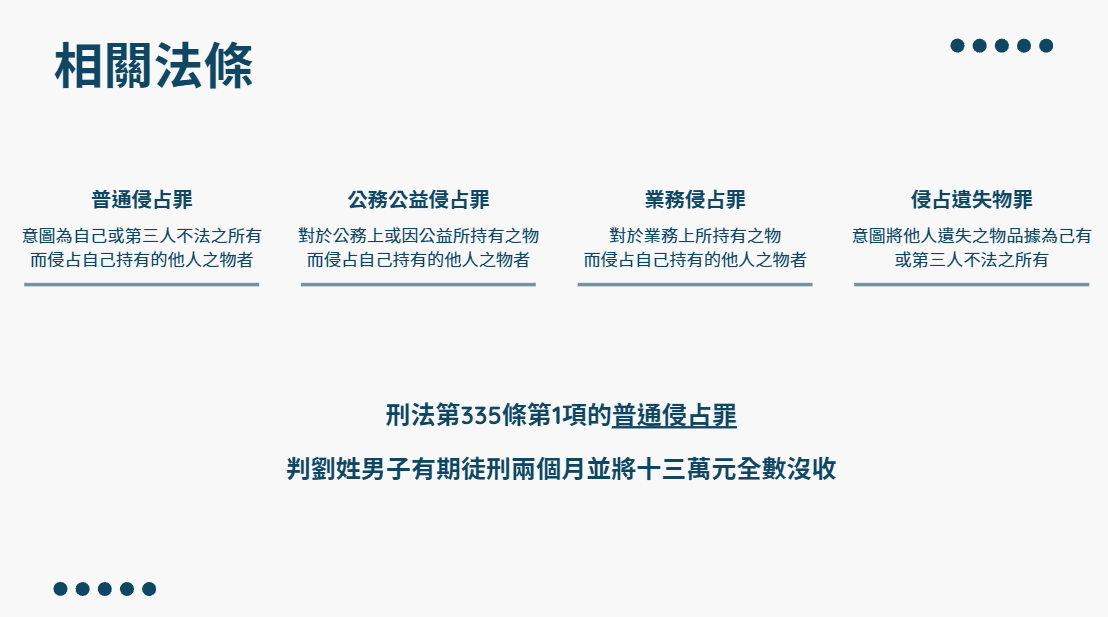 相關法條
普通侵占罪
意圖為自己或第三人不法之所有
而侵占自己持有的他人之物者
公務公益侵占罪
對於公務上或因公益所持有之物
而侵占自己持有的他人之物者
業務侵占罪
對於業務上所持有之物
而侵占自己持有的他人之物者
侵占遺失物罪
意圖將他人遺失之物品據為己有
或第三人不法之所有
刑法第335條第1項的普通侵占罪
判劉姓男子有期徒刑兩個月並將十三萬元全數沒收